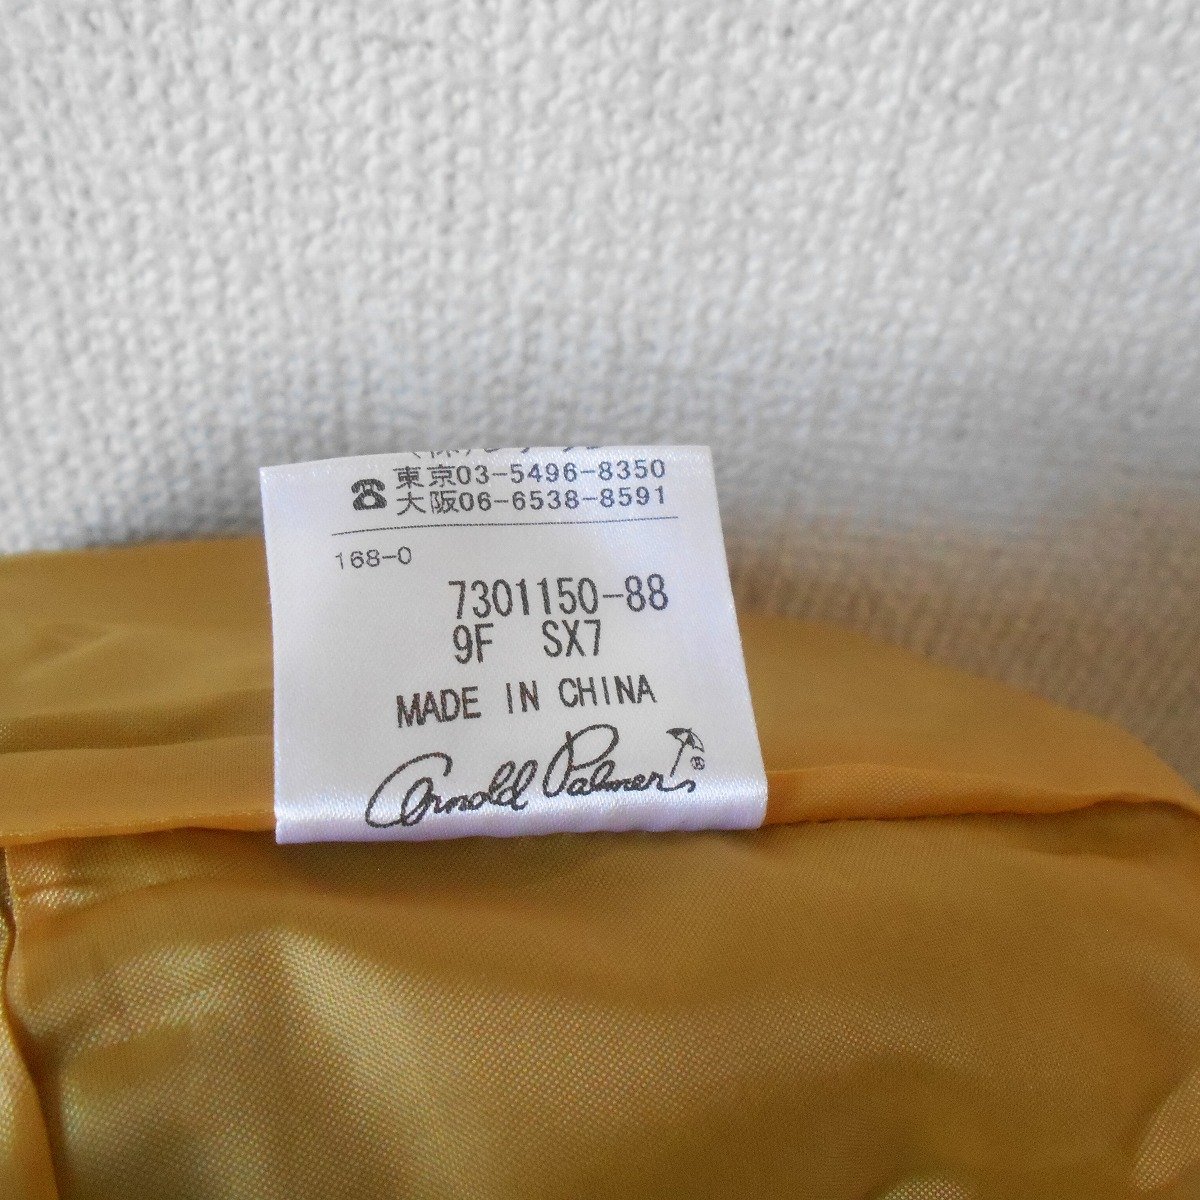 東京03-5496-8350
☎ 大阪06-6538-8591
168-0
7301150-88
9F SX7
MADE IN CHINA
Arnold Palmer ®